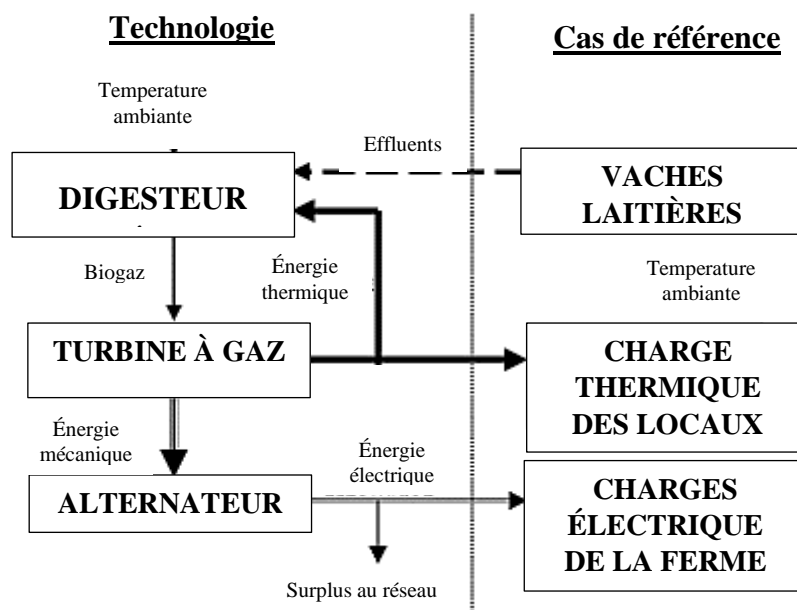 Technologie
Cas de référence
Temperature
ambiante
Effluents
DIGESTEUR
VACHES
LAITIÈRES
Biogaz
Énergie
thermique
Temperature
ambiante
TURBINE À GAZ
CHARGE
THERMIQUE
DES LOCAUX
Énergie
mécanique
Énergie
électrique
ALTERNATEUR
CHARGES
ÉLECTRIQUE
DE LA FERME
Surplus au réseau